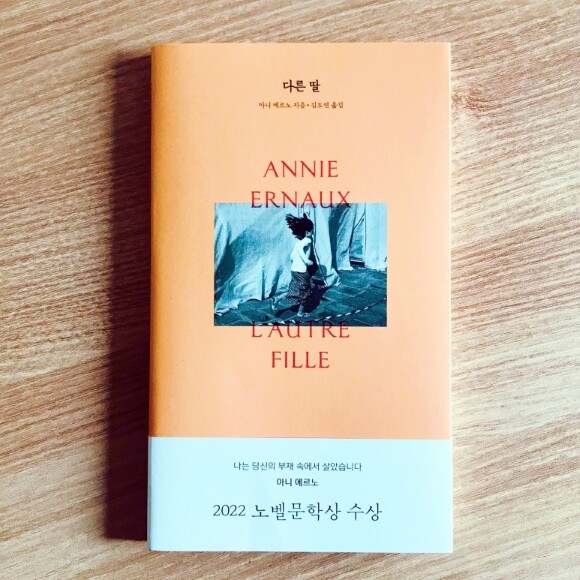 다른 딸
아니 에르노 지음 • 김도연 옮김
ANNIE
ERNAUX
L'AUTRE
FILLE
나는 당신의 부재 속에서 살았습니다
아니 에르노
2022 노벨문학상 수상